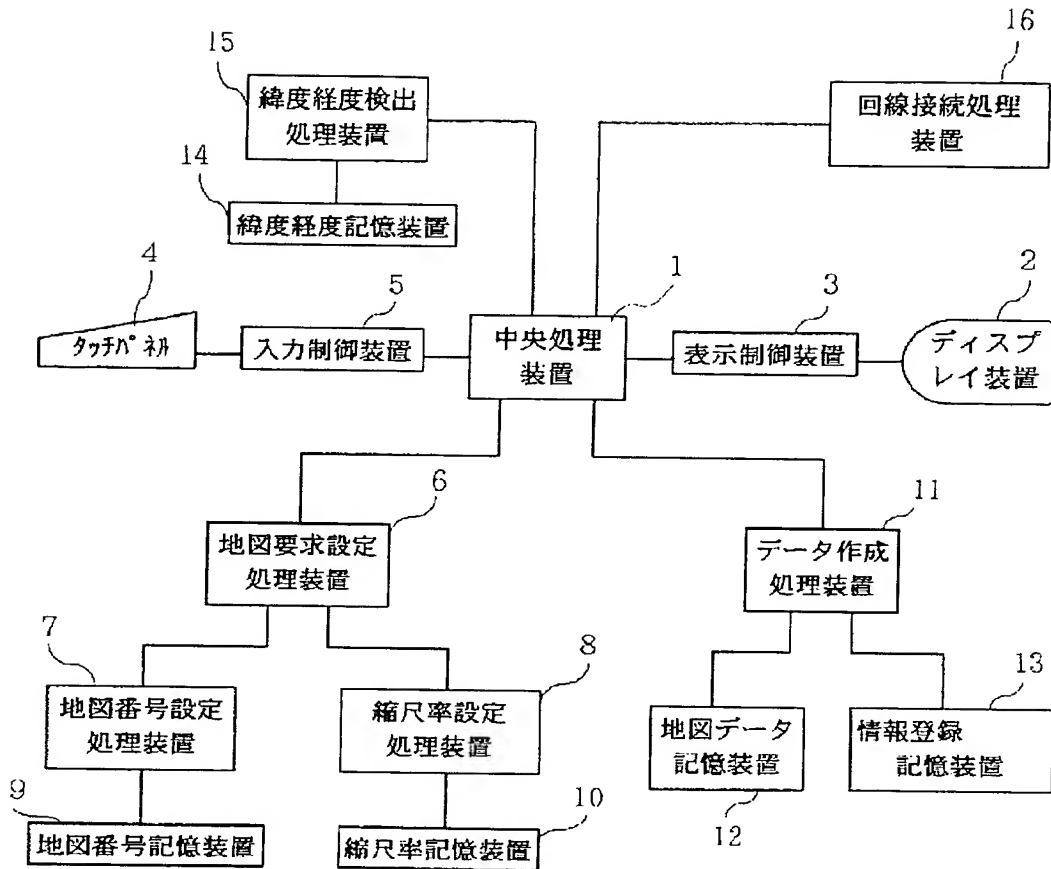 15
緯度経度検出
処理装置
16
回線接続処理
装置
14
緯度経度記憶装置
4
タッチパネル
5
入力制御装置
1
中央処理
装置
3
表示制御装置
2
ディスプ
レイ装置
6
地図要求設定
処理装置
11
データ作成
処理装置
7
地図番号設定
処理装置
8
縮尺率設定
処理装置
地図データ
記憶装置
12
13
情報登録
記憶装置
9
地図番号記憶装置
10
縮尺率記憶装置